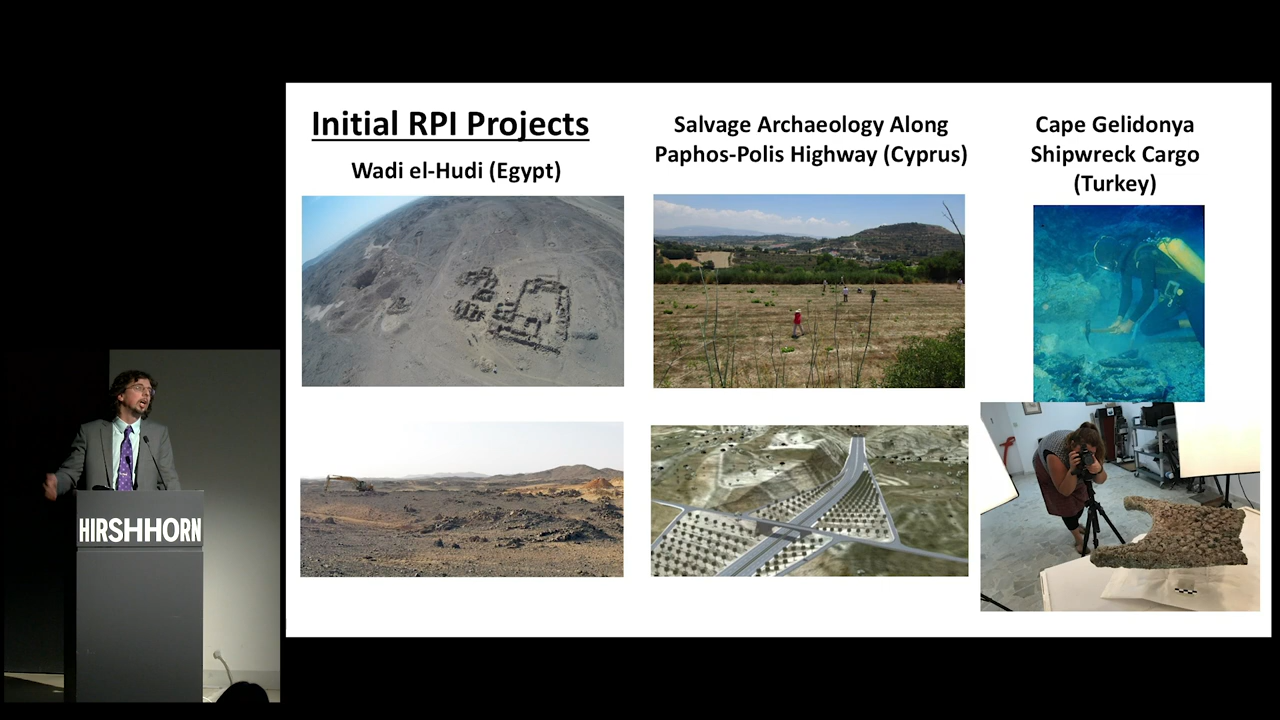 Initial RPI Projects
Wadi el-Hudi (Egypt)
Salvage Archaeology Along
Paphos-Polis Highway (Cyprus)
Cape Gelidonya
Shipwreck Cargo
(Turkey)
HIRSHHORN